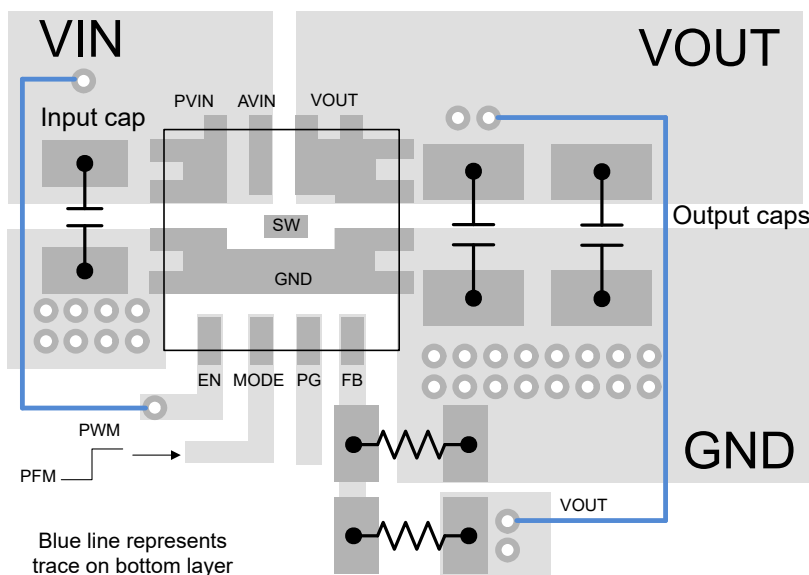 VIN
VOUT
PVIN AVIN VOUT
Input cap
Output caps
SW
GND
EN MODE PG FB
PWM
PFM
GND
VOUT
Blue line represents
trace on bottom layer